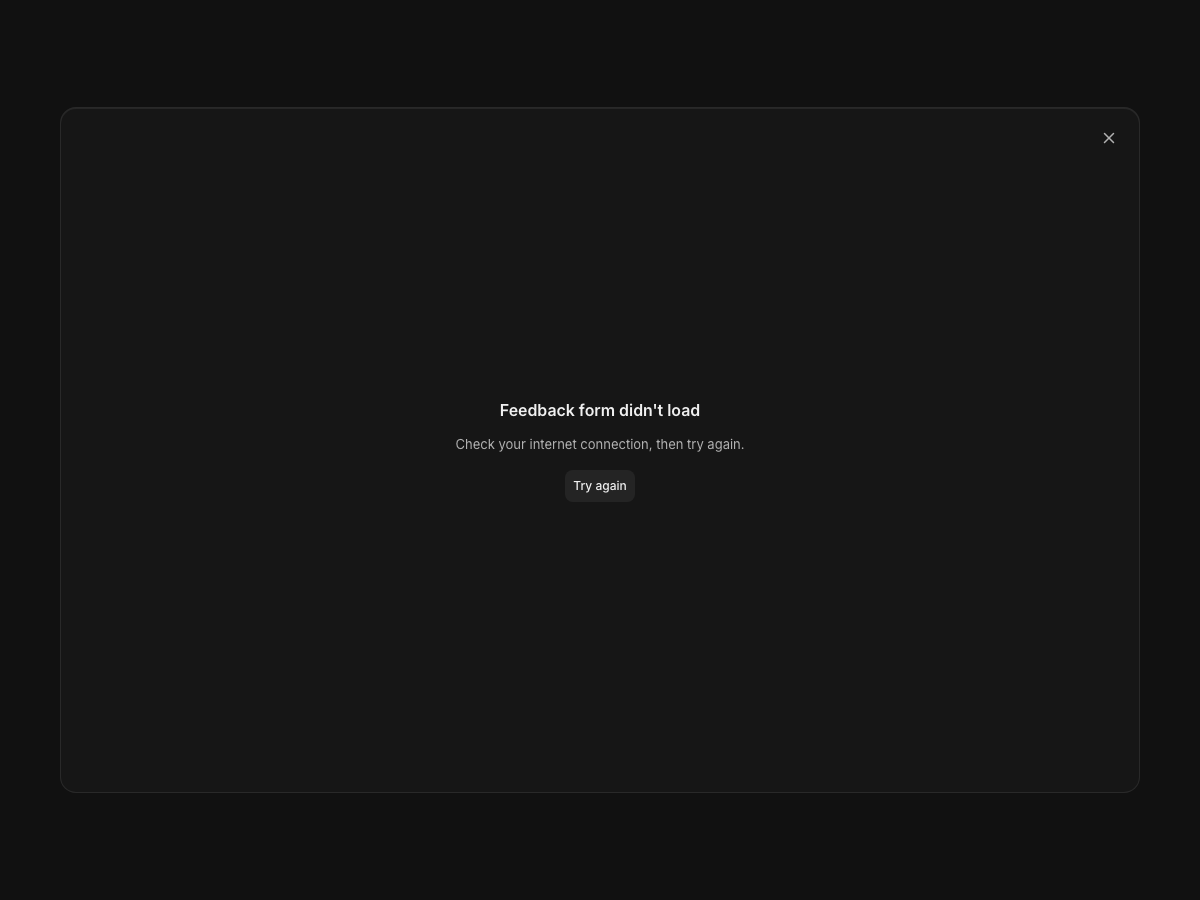 Feedback form didn't load
Check your internet connection, then try again.
Try again